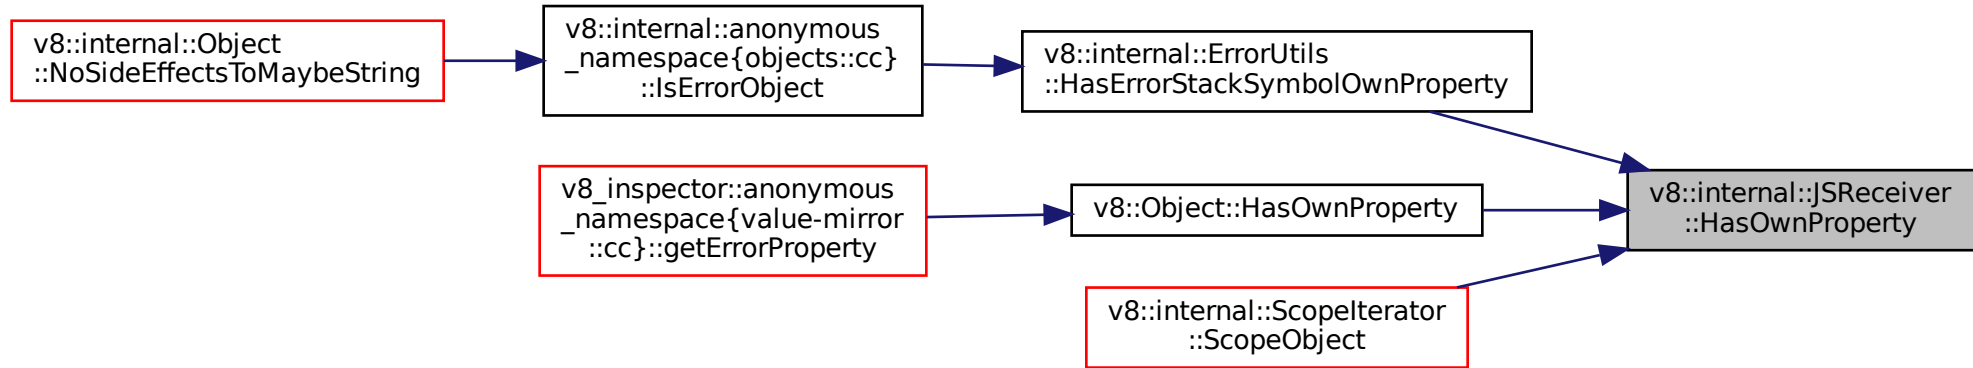 v8::internal::Object
::NoSideEffectsToMaybeString
v8::internal::anonymous
_namespace{objects::cc}
::IsErrorObject
v8::internal::ErrorUtils
::HasErrorStackSymbolOwnProperty
v8_inspector::anonymous
_namespace{value-mirror
::cc}::getErrorProperty
v8::Object::HasOwnProperty
v8::internal::JSReceiver
::HasOwnProperty
v8::internal::ScopeIterator
::ScopeObject